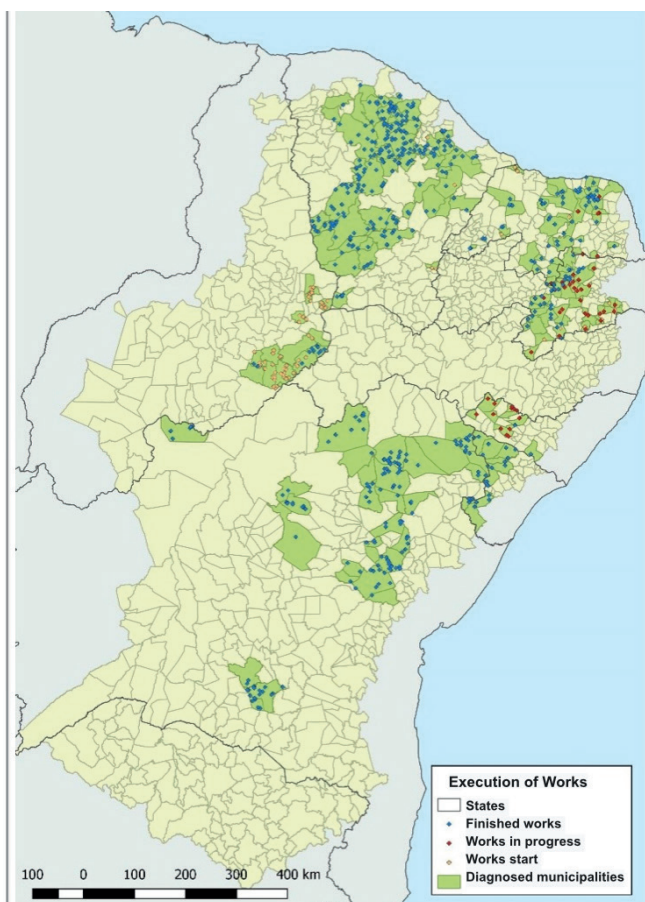 Execution of Works
States
Finished works
Works in progress
Works start
Diagnosed municipalities
100 0 100 200 300 400 km